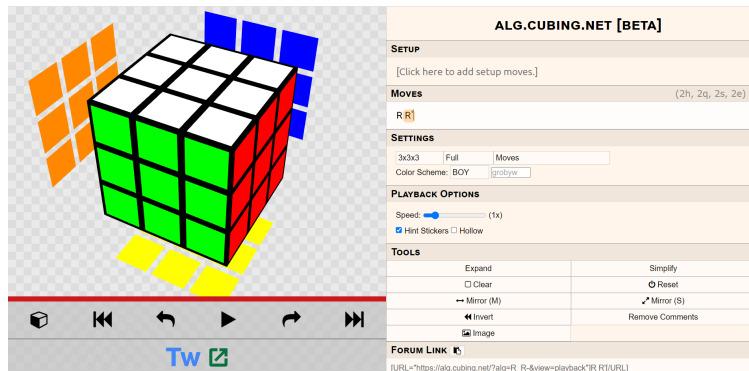 ALG.CUBING.NET [BETA]
SETUP
[Click here to add setup moves.]
MOVES (2h, 2q, 2s, 2e)
R R'
SETTINGS
3x3x3 Full Moves
Color Scheme: BOY grobyw
PLAYBACK OPTIONS
Speed: (1x)
Hint Stickers Hollow
TOOLS
Expand Simplify
Clear Reset
Mirror (M) Mirror (S)
Invert Remove Comments
Image
FORUM LINK
[URL="https://alg.cubing.net/?alg=R_R-&view=playback"]R R'[/URL]
Tw